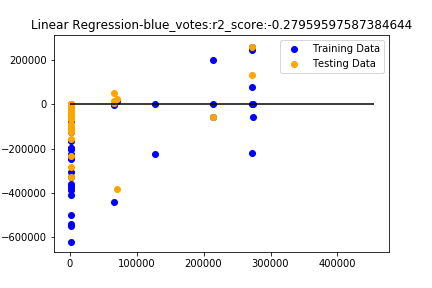 Linear Regression-blue_votes:r2_score:-0.27959597587384644
Training Data
Testing Data
200000
0
−200000
−400000
−600000
0 100000 200000 300000 400000